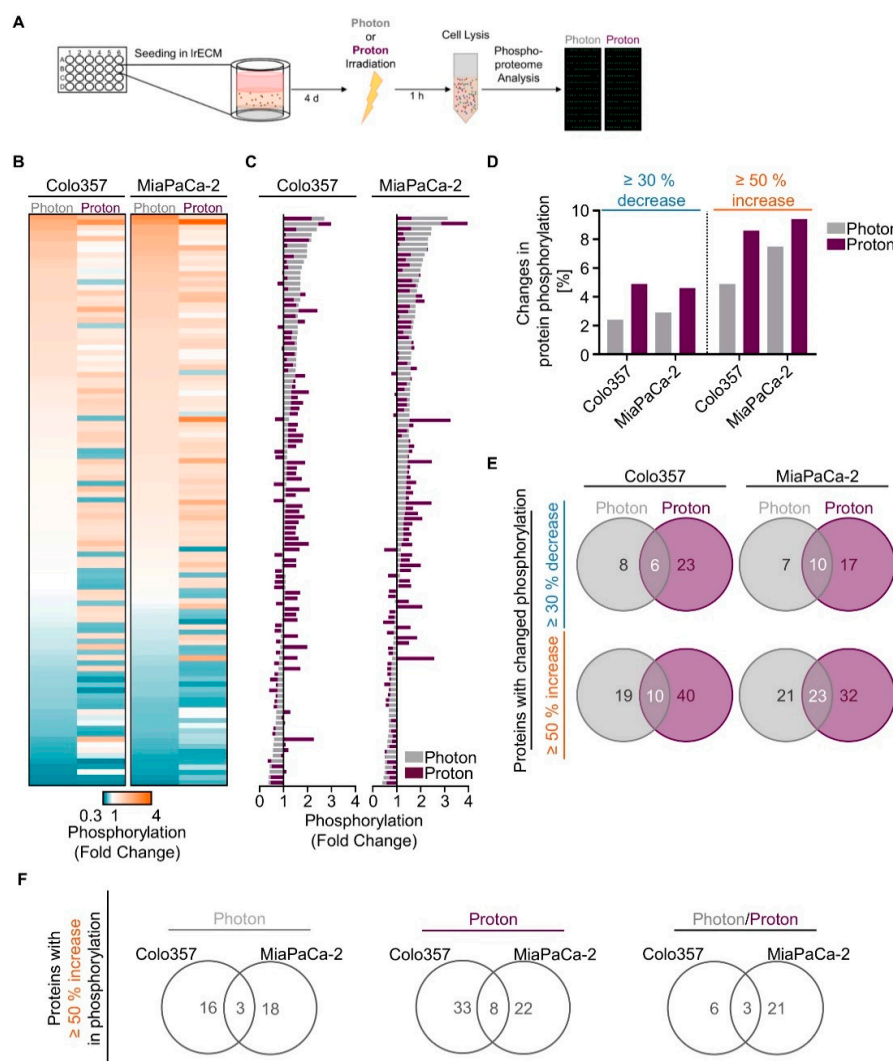 A
1 2 3 4 5 6
A
B
C
D
Seeding in lrECM
4 d
Photon
or
Proton
Irradiation
1 h
Cell Lysis
Phospho-
proteome
Analysis
Photon Proton
B
Colo357 MiaPaCa-2
Photon Proton Photon Proton
0.3 1 4
Phosphorylation
(Fold Change)
C
Colo357 MiaPaCa-2
Photon
Proton
0 1 2 3 4 0 1 2 3 4
Phosphorylation
(Fold Change)
D
≥ 30 %
decrease
≥ 50 %
increase
Changes in
protein phosphorylation
[%]
10
8
6
4
2
0
Photon
Proton
Colo357
MiaPaCa-2
Colo357
MiaPaCa-2
E
Colo357 MiaPaCa-2
Proteins with changed phosphorylation
≥ 30 % decrease
Photon Proton Photon Proton
8 6 23 7 10 17
≥ 50 % increase
19 10 40 21 23 32
F
Proteins with
≥ 50 % increase
in phosphorylation
Photon Proton Photon/Proton
Colo357 MiaPaCa-2 Colo357 MiaPaCa-2 Colo357 MiaPaCa-2
16 3 18 33 8 22 6 3 21